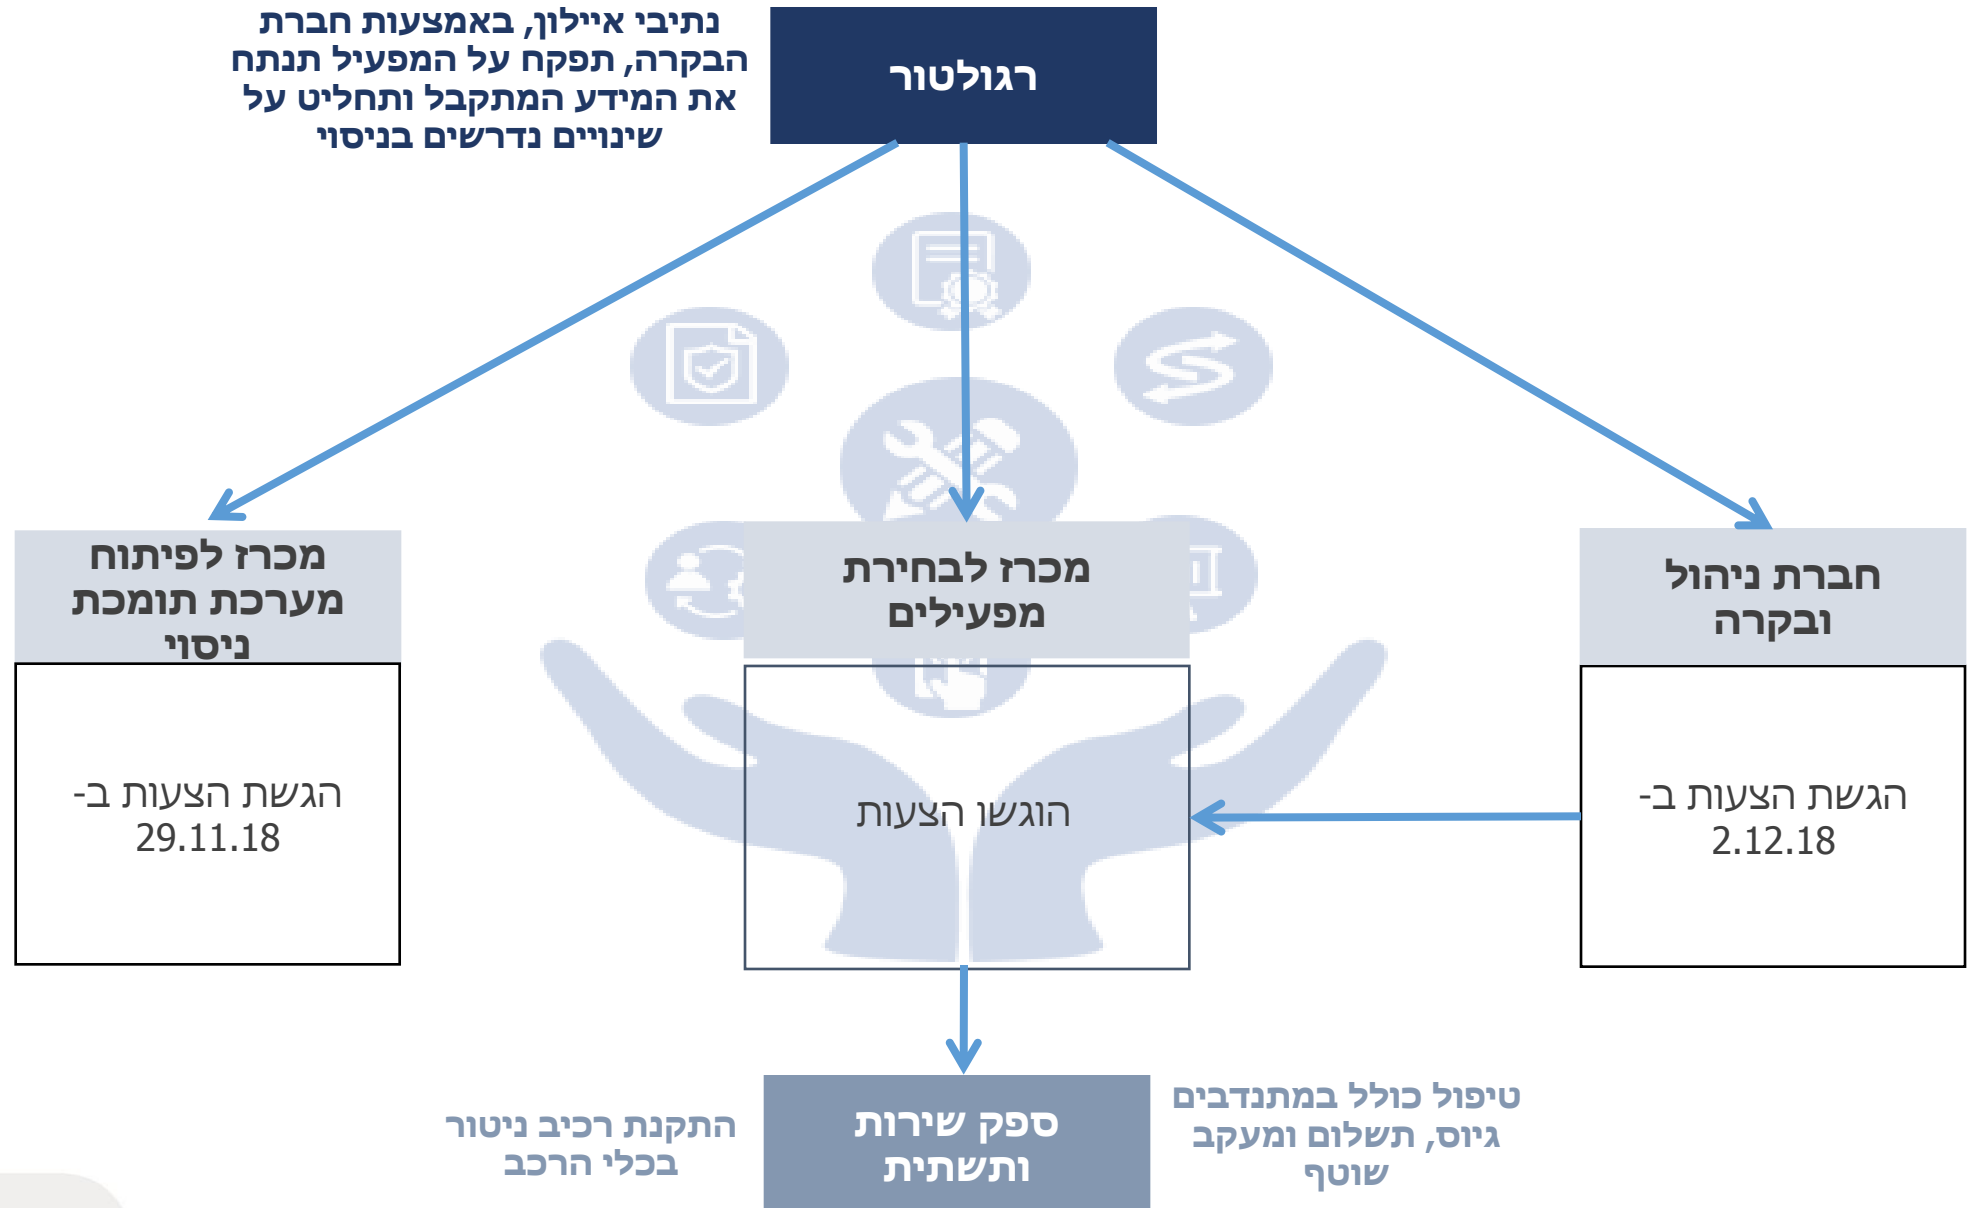 נתיבי איילון, באמצעות חברת
הבקרה, תפקח על המפעיל תנתח
את המידע המתקבל ותחליט על
שינויים נדרשים בניסוי
רגולטור
חברת ניהול
ובקרה
הגשת הצעות ב-
2.12.18
מכרז לבחירת
מפעילים
הוגשו הצעות
מכרז לפיתוח
מערכת תומכת
ניסוי
הגשת הצעות ב-
29.11.18
טיפול כולל במתנדבים
גיוס, תשלום ומעקב
שוטף
ספק שירות
ותשתית
התקנת רכיב ניטור
בכלי הרכב